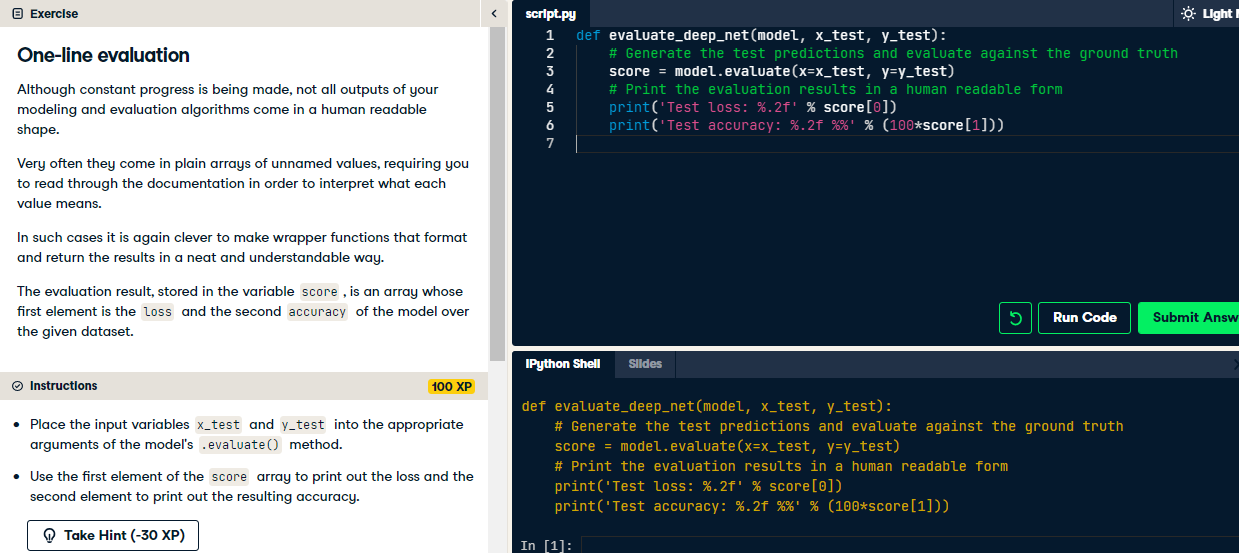 Exercise
One-line evaluation
Although constant progress is being made, not all outputs of your
modeling and evaluation algorithms come in a human readable
shape.
Very often they come in plain arrays of unnamed values, requiring you
to read through the documentation in order to interpret what each
value means.
In such cases it is again clever to make wrapper functions that format
and return the results in a neat and understandable way.
The evaluation result, stored in the variable score , is an array whose
first element is the loss and the second accuracy of the model over
the given dataset.
Instructions
100 XP
Place the input variables x_test and y_test into the appropriate
arguments of the model's .evaluate() method.
Use the first element of the score array to print out the loss and the
second element to print out the resulting accuracy.
Take Hint (-30 XP)
script.py
Light
1 def evaluate_deep_net(model, x_test, y_test):
2 # Generate the test predictions and evaluate against the ground truth
3 score = model.evaluate(x=x_test, y=y_test)
4 # Print the evaluation results in a human readable form
5 print('Test loss: %.2f' % score[0])
6 print('Test accuracy: %.2f %%' % (100*score[1]))
7
Run Code
Submit Answ
IPython Shell
Slides
def evaluate_deep_net(model, x_test, y_test):
# Generate the test predictions and evaluate against the ground truth
score = model.evaluate(x=x_test, y=y_test)
# Print the evaluation results in a human readable form
print('Test loss: %.2f' % score[0])
print('Test accuracy: %.2f %%' % (100*score[1]))
In [1]: